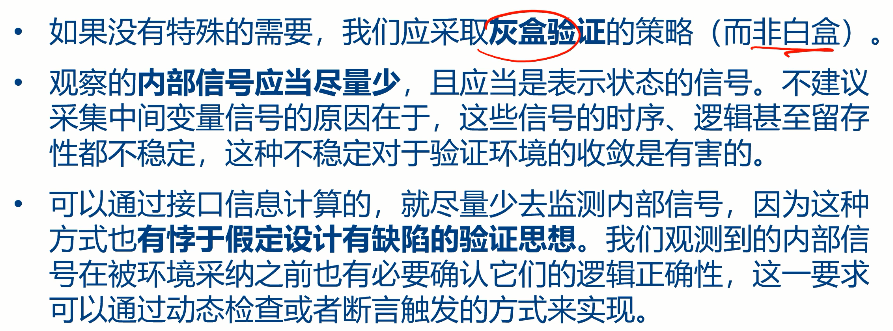 • 如果没有特殊的需要，我们应采取灰盒验证的策略（而非白盒）。
• 观察的内部信号应当尽量少，且应当是表示状态的信号。不建议
采集中间变量信号的原因在于，这些信号的时序、逻辑甚至留存
性都不稳定，这种不稳定对于验证环境的收敛是有害的。
• 可以通过接口信息计算的，就尽量少去监测内部信号，因为这种
方式也有悖于假定设计有缺陷的验证思想。我们观测到的内部信
号在被环境采纳之前也有必要确认它们的逻辑正确性，这一要求
可以通过动态检查或者断言触发的方式来实现。